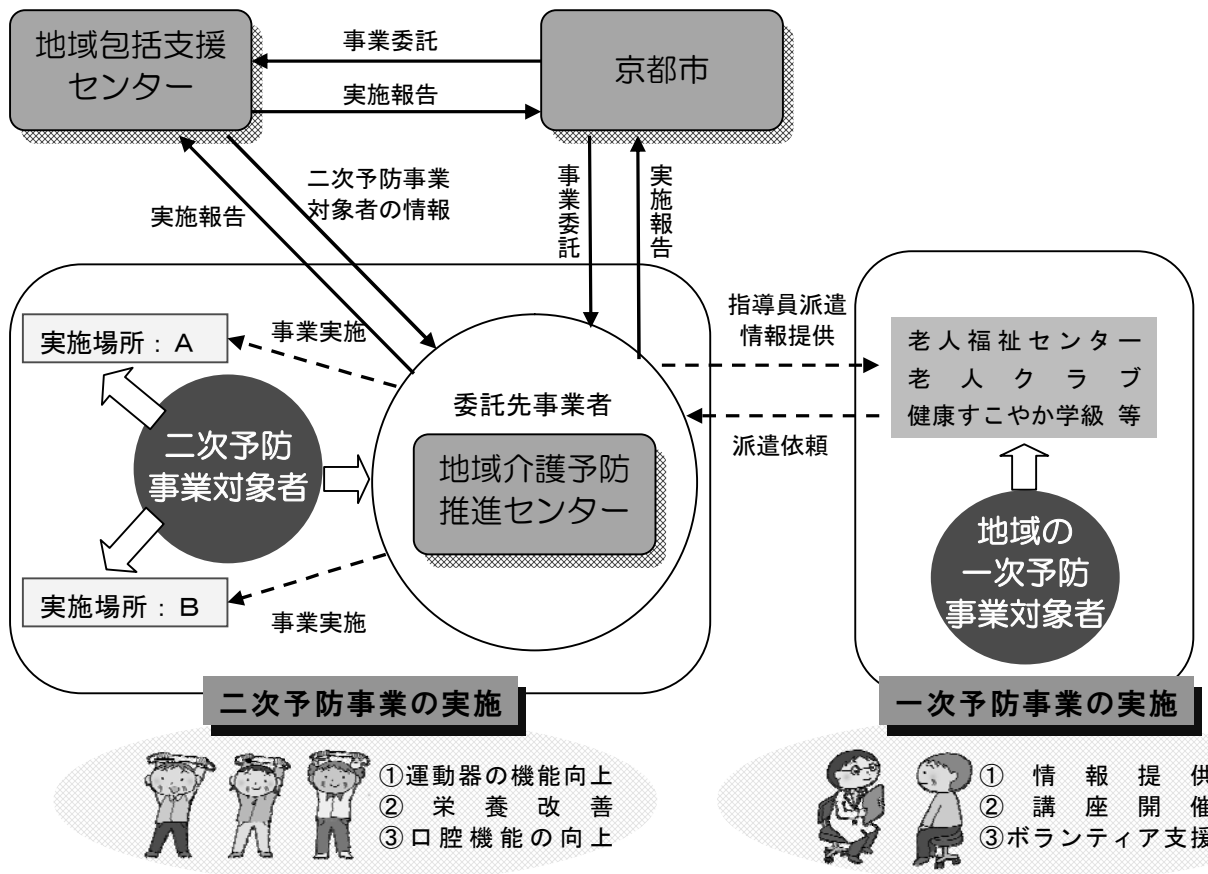 地域包括支援
センター
事業委託
実施報告
京都市
実施報告
二次予防事業
対象者の情報
事業委託
実施報告
実施場所：A
事業実施
二次予防
事業対象者
実施場所：B
事業実施
委託先事業者
地域介護予防
推進センター
指導員派遣
情報提供
派遣依頼
老人福祉センター
老人クラブ
健康すこやか学級 等
地域の
一次予防
事業対象者
二次予防事業の実施
①運動器の機能向上
②栄養改善
③口腔機能の向上
一次予防事業の実施
①情報提供
②講座開催
③ボランティア支援